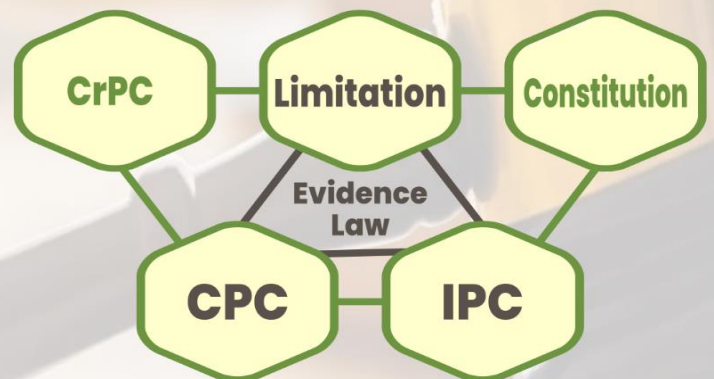 CrPC
Limitation
Constitution
Evidence
Law
CPC
IPC